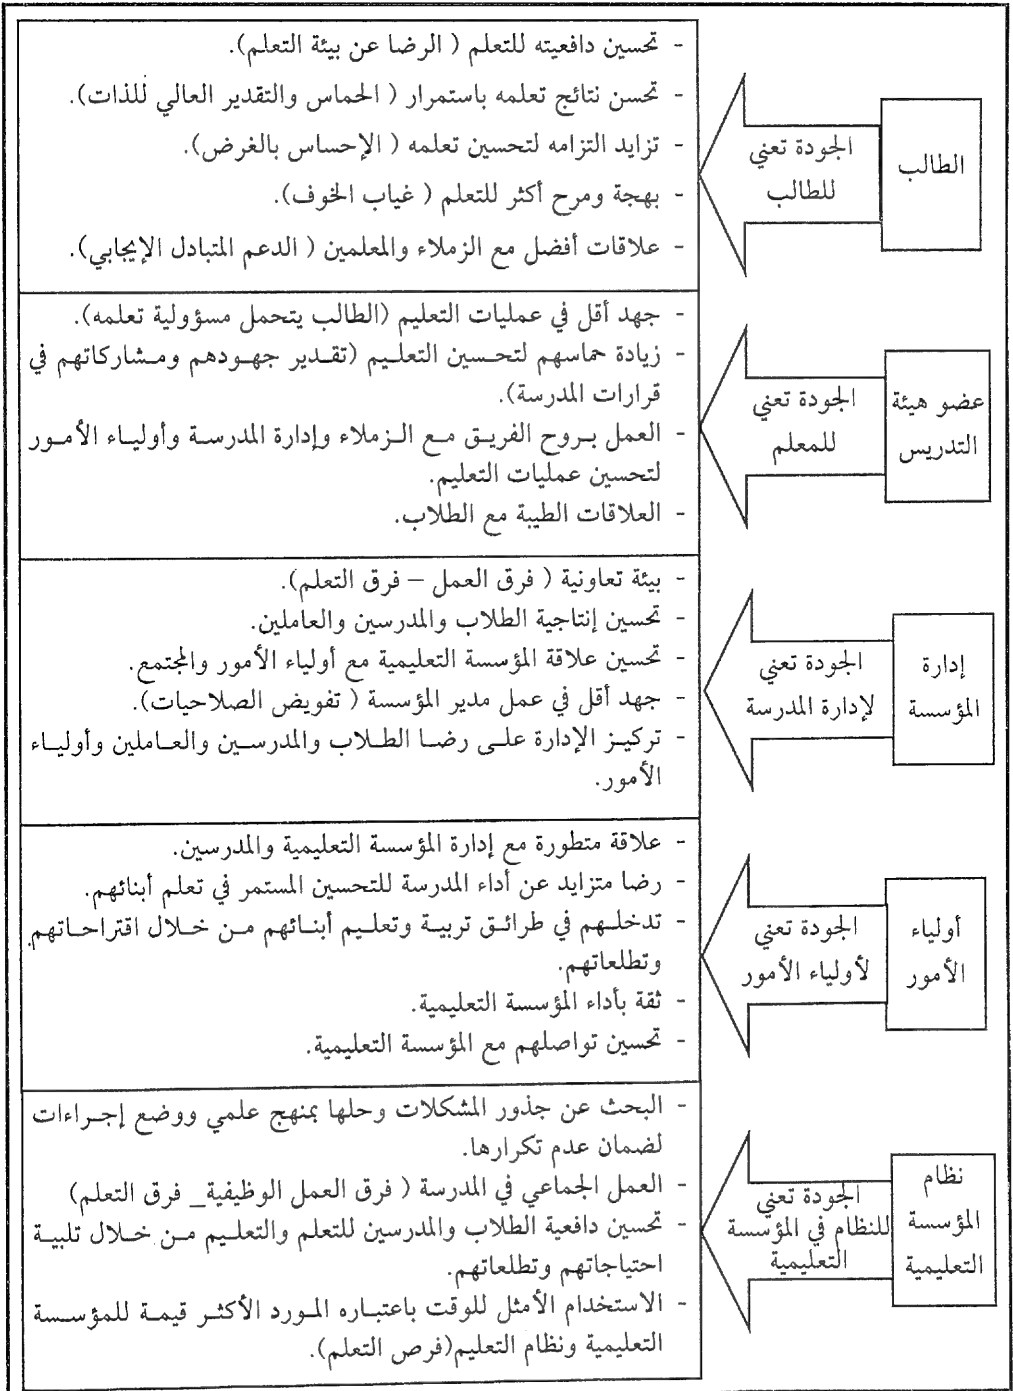 الطالب
الجودة تعني
للطالب
- تحسين دافعيته للتعلم ( الرضا عن بيئة التعلم).
- تحسن نتائج تعلمه باستمرار ( الحماس والتقدير العالي للذات).
- تزايد التزامه لتحسين تعلمه ( الإحساس بالغرض).
- بهجة ومرح أكثر للتعلم ( غياب الخوف).
- علاقات أفضل مع الزملاء والمعلمين ( الدعم المتبادل الإيجابي).
عضو هيئة
التدريس
الجودة تعني
للمعلم
- جهد أقل في عمليات التعليم (الطالب يتحمل مسؤولية تعلمه).
- زيادة حماسهم لتحسين التعليم (تقدير جهودهم ومشاركاتهم في
قرارات المدرسة).
- العمل بروح الفريق مع الزملاء وإدارة المدرسة وأولياء الأمور
لتحسين عمليات التعليم.
- العلاقات الطيبة مع الطلاب.
إدارة
المؤسسة
الجودة تعني
لإدارة المدرسة
- بيئة تعاونية ( فرق العمل – فرق التعلم).
- تحسين إنتاجية الطلاب والمدرسين والعاملين.
- تحسين علاقة المؤسسة التعليمية مع أولياء الأمور والمجتمع.
- جهد أقل في عمل مدير المؤسسة ( تفويض الصلاحيات).
- تركيز الإدارة على رضا الطلاب والمدرسين والعاملين وأولياء
الأمور.
أولياء
الأمور
الجودة تعني
لأولياء الأمور
- علاقة متطورة مع إدارة المؤسسة التعليمية والمدرسين.
- رضا متزايد عن أداء المدرسة للتحسين المستمر في تعلم أبنائهم.
- تدخلهم في طرائق تربية وتعليم أبنائهم من خلال اقتراحاتهم
وتطلعاتهم.
- ثقة بأداء المؤسسة التعليمية.
- تحسين تواصلهم مع المؤسسة التعليمية.
نظام
المؤسسة
التعليمية
الجودة تعني
للنظام في المؤسسة
التعليمية
- البحث عن جذور المشكلات وحلها بمنهج علمي ووضع إجراءات
لضمان عدم تكرارها.
- العمل الجماعي في المدرسة ( فرق العمل الوظيفية_ فرق التعلم)
- تحسين دافعية الطلاب والمدرسين للتعلم والتعليم من خلال تلبية
احتياجاتهم وتطلعاتهم.
- الاستخدام الأمثل للوقت باعتباره المورد الأكثر قيمة للمؤسسة
التعليمية ونظام التعليم(فرص التعلم).